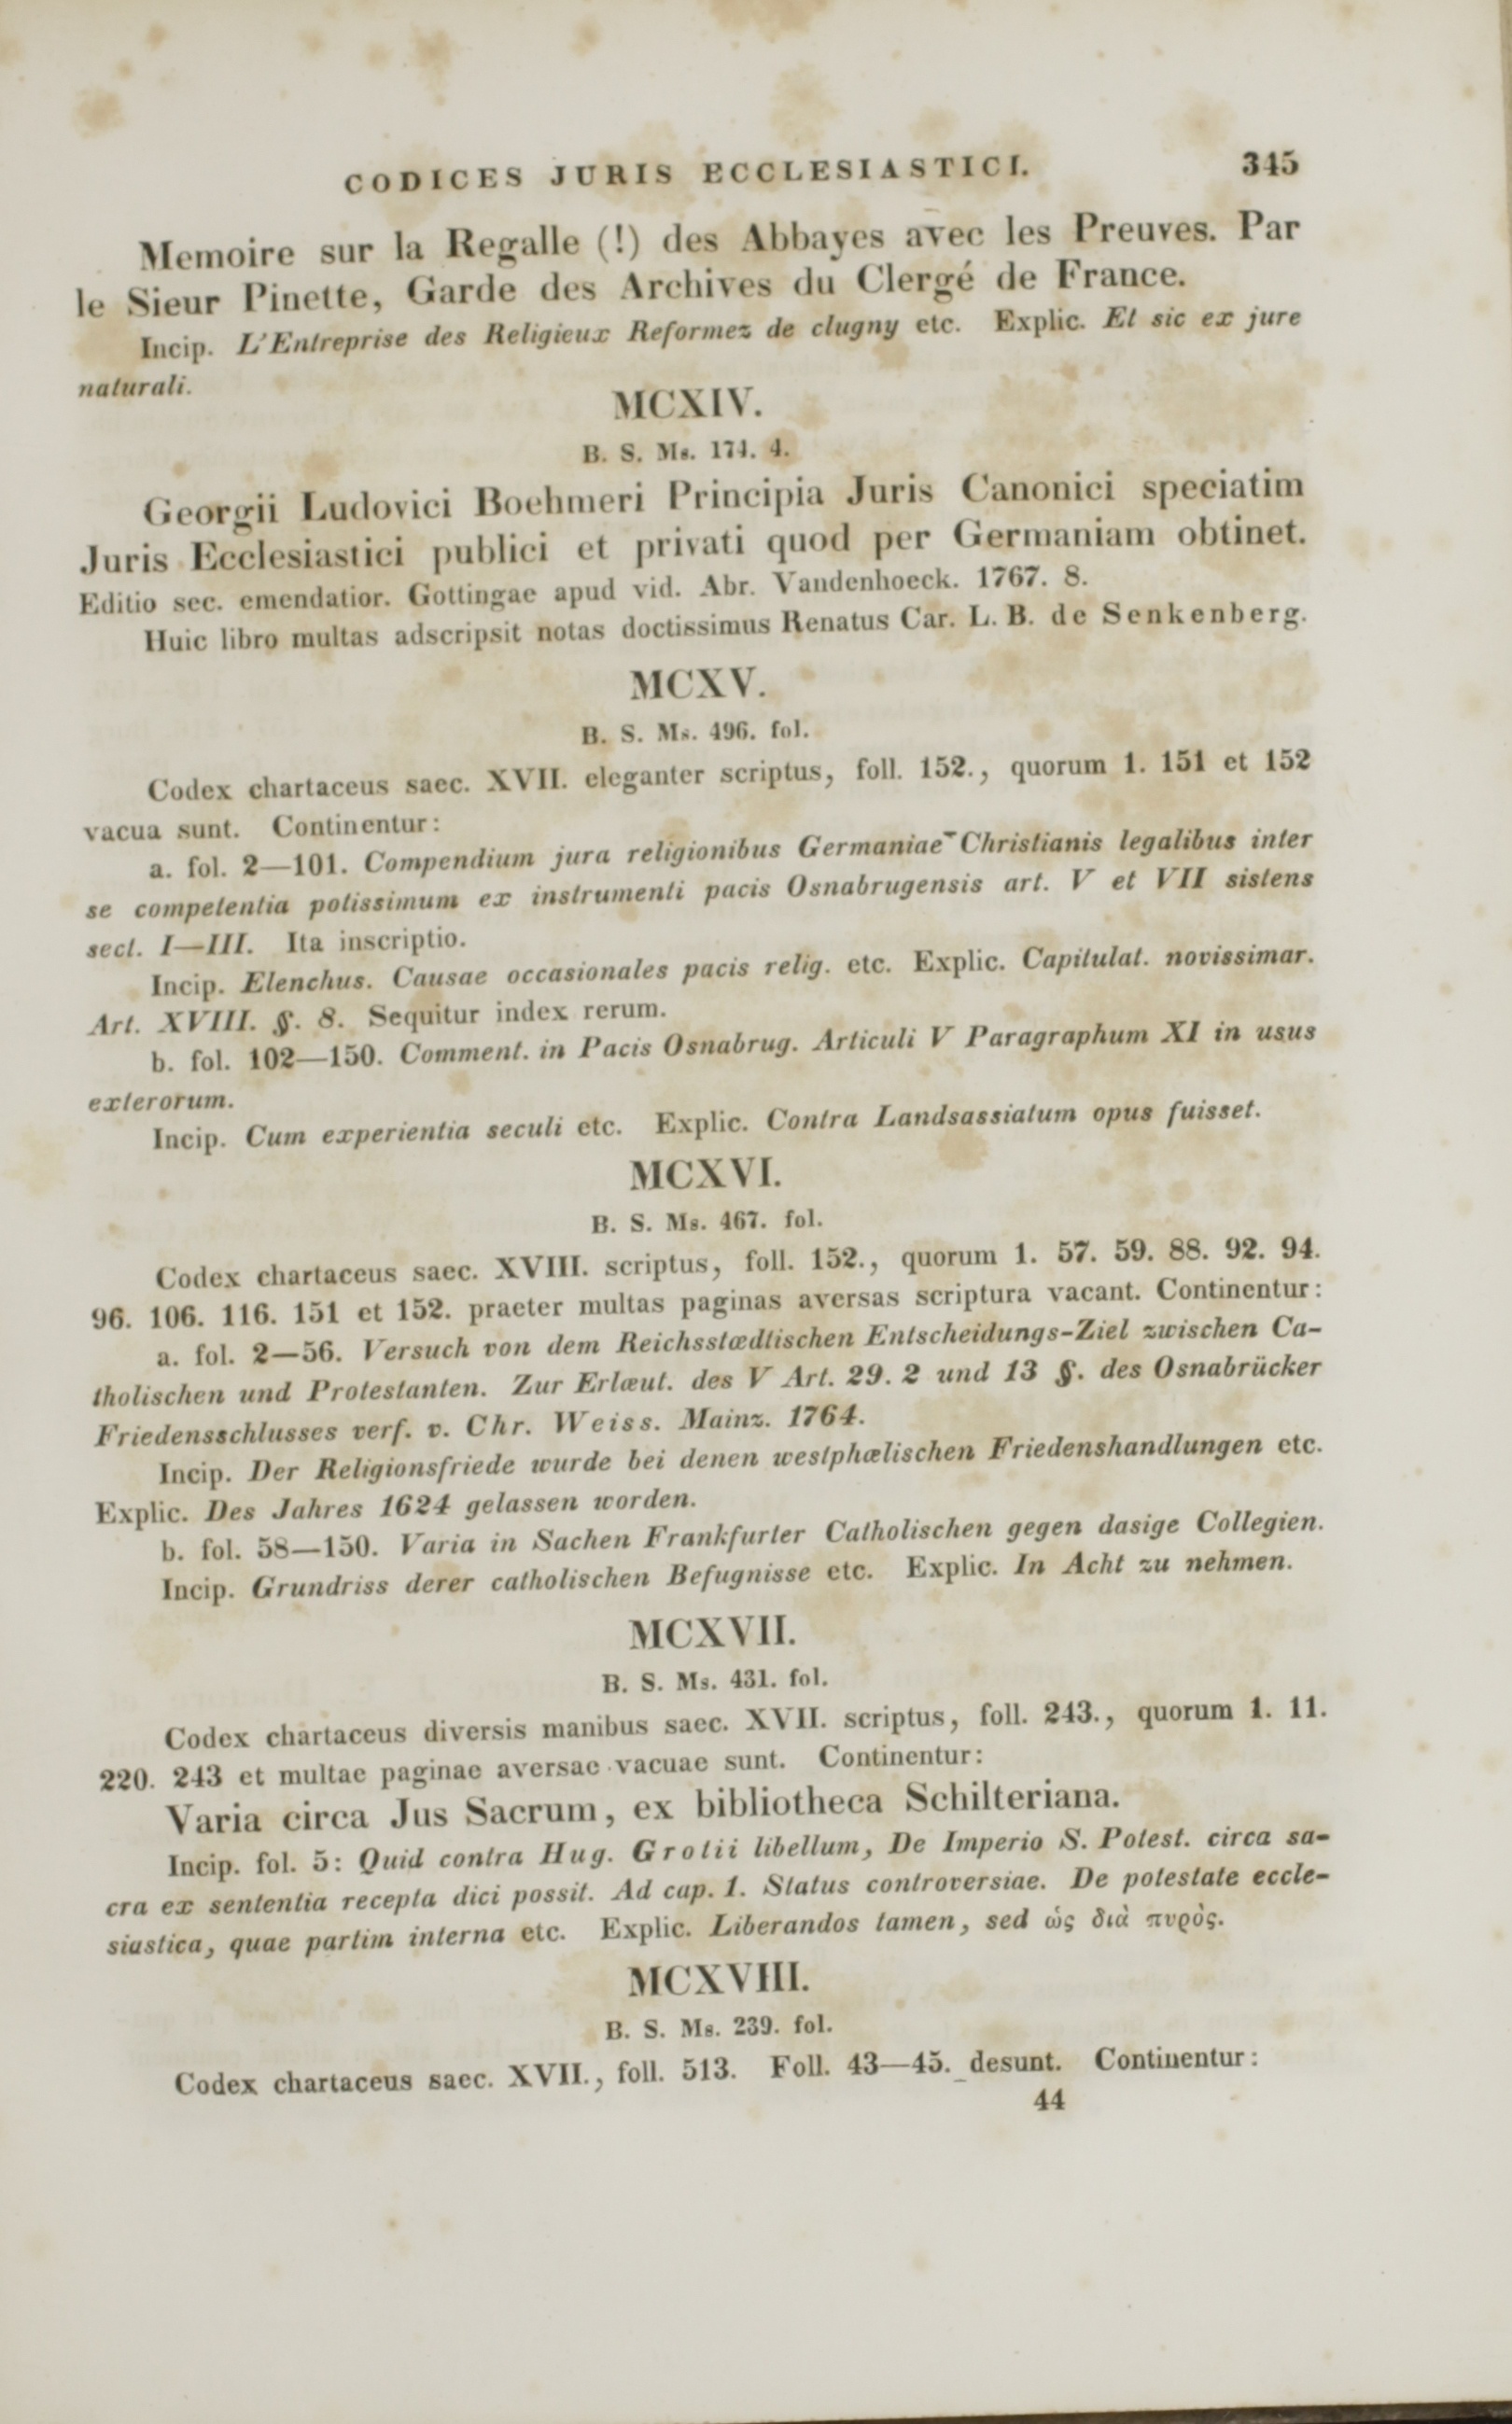 CODICES JURIS ECCLESIASTICI. 345
Memoire sur la Regalle (!) des Abbayes avec les Preuves. Par
le Sieur Pinette, Garde des Archives du Clergé de France.
Incip. L'Entreprise des Religieux Reformez de clugny etc. Explic. Et sic ex jure
naturali.
MCXIV.
B. S. Ms. 174. 4.
Georgii Ludovici Boehmeri Principia Juris Canonici speciatim
Juris Ecclesiastici publici et privati quod per Germaniam obtinet.
Editio sec. emendatior. Gottingae apud vid. Abr. Vandenhoeck. 1767. 8.
Huic libro multas adscripsit notas doctissimus Renatus Car. L. B. de Senkenberg.
MCXV.
B. S. Ms. 496. fol.
Codex chartaceus saec. XVII. eleganter scriptus, foll. 152., quorum 1. 151 et 152
vacua sunt. Continentur:
a. fol. 2—101. Compendium jura religionibus Germaniae Christianis legalibus inter
se competentia potissimum ex instrumenti pacis Osnabrugensis art. V et VII sistens
sect. I—III. Ita inscriptio.
Incip. Elenchus. Causae occasionales pacis relig. etc. Explic. Capitulat. novissimar.
Art. XVIII. §. 8. Sequitur index rerum.
b. fol. 102—150. Comment. in Pacis Osnabrug. Articuli V Paragraphum XI in usus
exterorum.
Incip. Cum experientia seculi etc. Explic. Contra Landsassiatum opus fuisset.
MCXVI.
B. S. Ms. 467. fol.
Codex chartaceus saec. XVIII. scriptus, foll. 152., quorum 1. 57. 59. 88. 92. 94.
96. 106. 116. 151 et 152. praeter multas paginas aversas scriptura vacant. Continentur:
a. fol. 2—56. Versuch von dem Reichsstædtischen Entscheidungs-Ziel zwischen Ca-
tholischen und Protestanten. Zur Erlæut. des V Art. 29. 2 und 13 §. des Osnabrücker
Friedensschlusses verf. v. Chr. Weiss. Mainz. 1764.
Incip. Der Religionsfriede wurde bei denen westphælischen Friedenshandlungen etc.
Explic. Des Jahres 1624 gelassen worden.
b. fol. 58—150. Varia in Sachen Frankfurter Catholischen gegen dasige Collegien.
Incip. Grundriss derer catholischen Befugnisse etc. Explic. In Acht zu nehmen.
MCXVII.
B. S. Ms. 431. fol.
Codex chartaceus diversis manibus saec. XVII. scriptus, foll. 243., quorum 1. 11.
220. 243 et multae paginae aversae vacuae sunt. Continentur:
Varia circa Jus Sacrum, ex bibliotheca Schilteriana.
Incip. fol. 5: Quid contra Hug. Grotii libellum, De Imperio S. Potest. circa sa-
cra ex sententia recepta dici possit. Ad cap. 1. Status controversiae. De potestate eccle-
siastica, quae partim interna etc. Explic. Liberandos tamen, sed ὡς διὰ πυρὸς.
MCXVIII.
B. S. Ms. 239. fol.
Codex chartaceus saec. XVII., foll. 513. Foll. 43—45. desunt. Continentur:
44